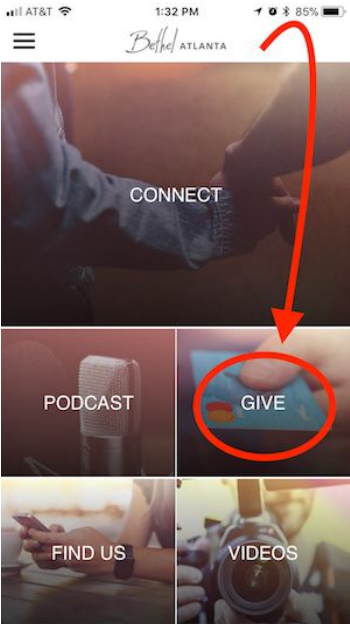 AT&T 1:32 PM 85%
Bethel ATLANTA
CONNECT
PODCAST GIVE
FIND US VIDEOS